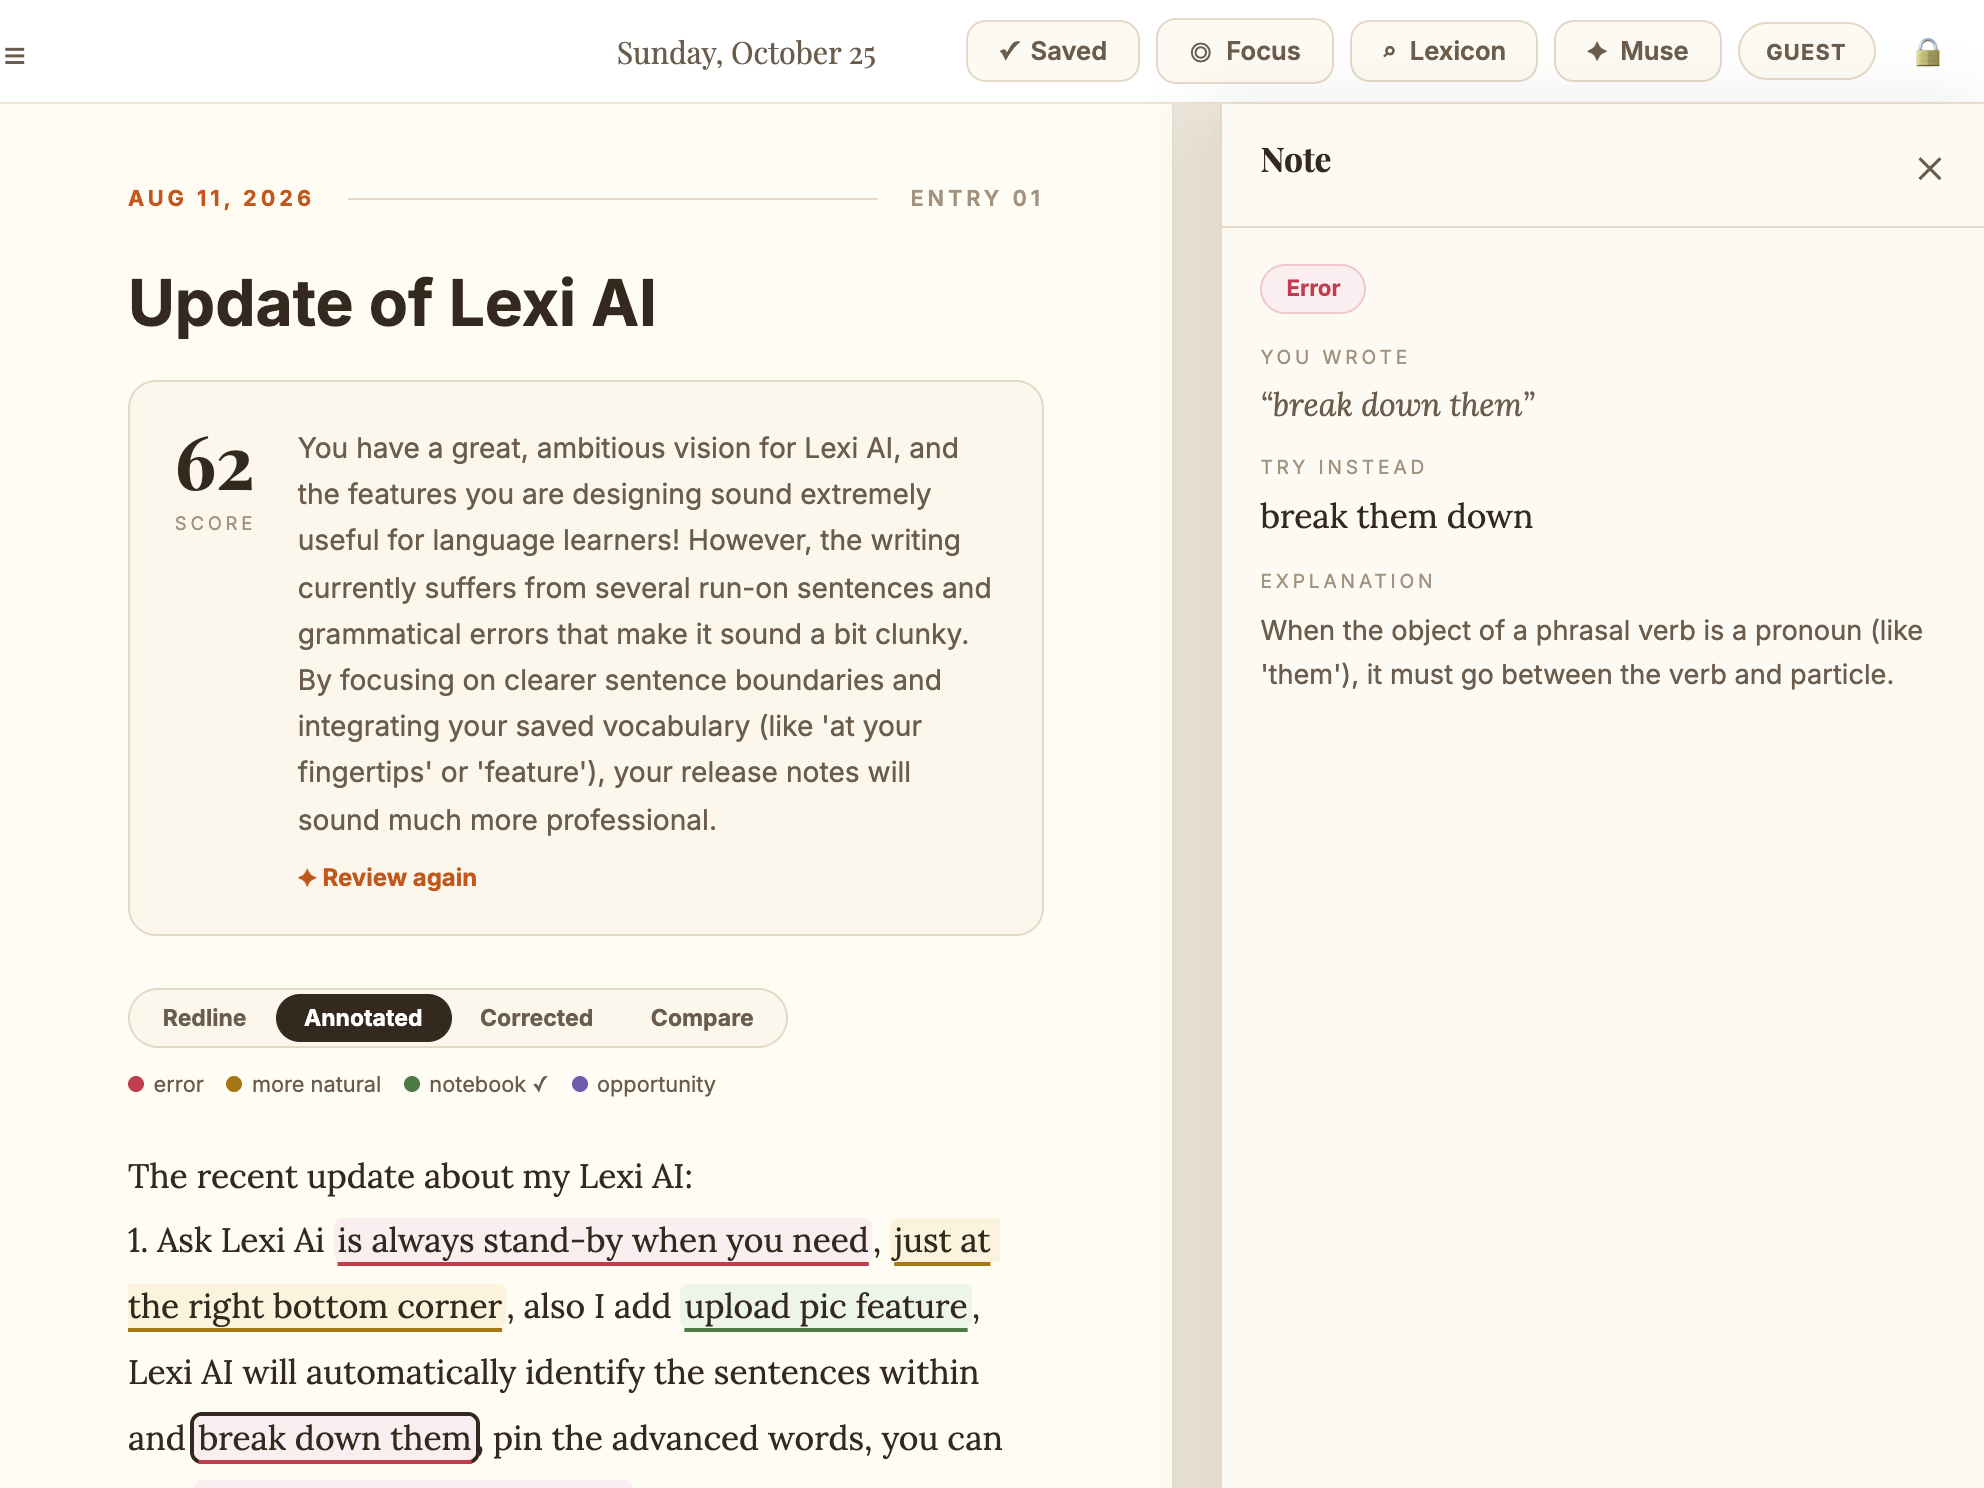 Sunday, October 25
✓ Saved
Focus
Lexicon
✦ Muse
GUEST
AUG 11, 2026
ENTRY 01
Update of Lexi AI
62
SCORE
You have a great, ambitious vision for Lexi AI, and
the features you are designing sound extremely
useful for language learners! However, the writing
currently suffers from several run-on sentences and
grammatical errors that make it sound a bit clunky.
By focusing on clearer sentence boundaries and
integrating your saved vocabulary (like 'at your
fingertips' or 'feature'), your release notes will
sound much more professional.
✦ Review again
Redline
Annotated
Corrected
Compare
error
more natural
notebook ✓
opportunity
The recent update about my Lexi AI:
1. Ask Lexi Ai is always stand-by when you need, just at
the right bottom corner, also I add upload pic feature,
Lexi AI will automatically identify the sentences within
and break down them, pin the advanced words, you can
Note
Error
YOU WROTE
“break down them”
TRY INSTEAD
break them down
EXPLANATION
When the object of a phrasal verb is a pronoun (like
'them'), it must go between the verb and particle.